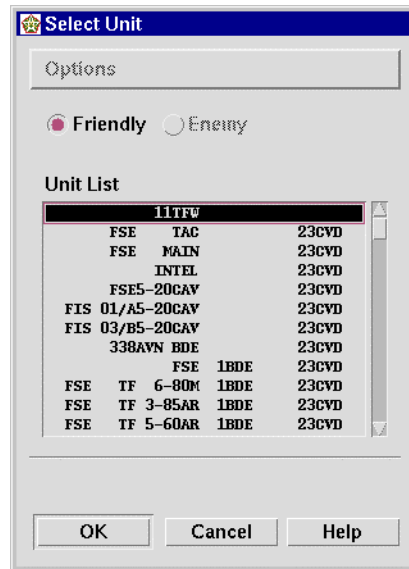 Select Unit
Options
Friendly Enemy
Unit List
11TFW
FSE TAC 23CVD
FSE MAIN 23CVD
INTEL 23CVD
FSE5-20CAV 23CVD
FIS 01/A5-20CAV 23CVD
FIS 03/B5-20CAV 23CVD
338AVN BDE 23CVD
FSE 1BDE 23CVD
FSE TF 6-80M 1BDE 23CVD
FSE TF 3-85AR 1BDE 23CVD
FSE TF 5-60AR 1BDE 23CVD
OK Cancel Help